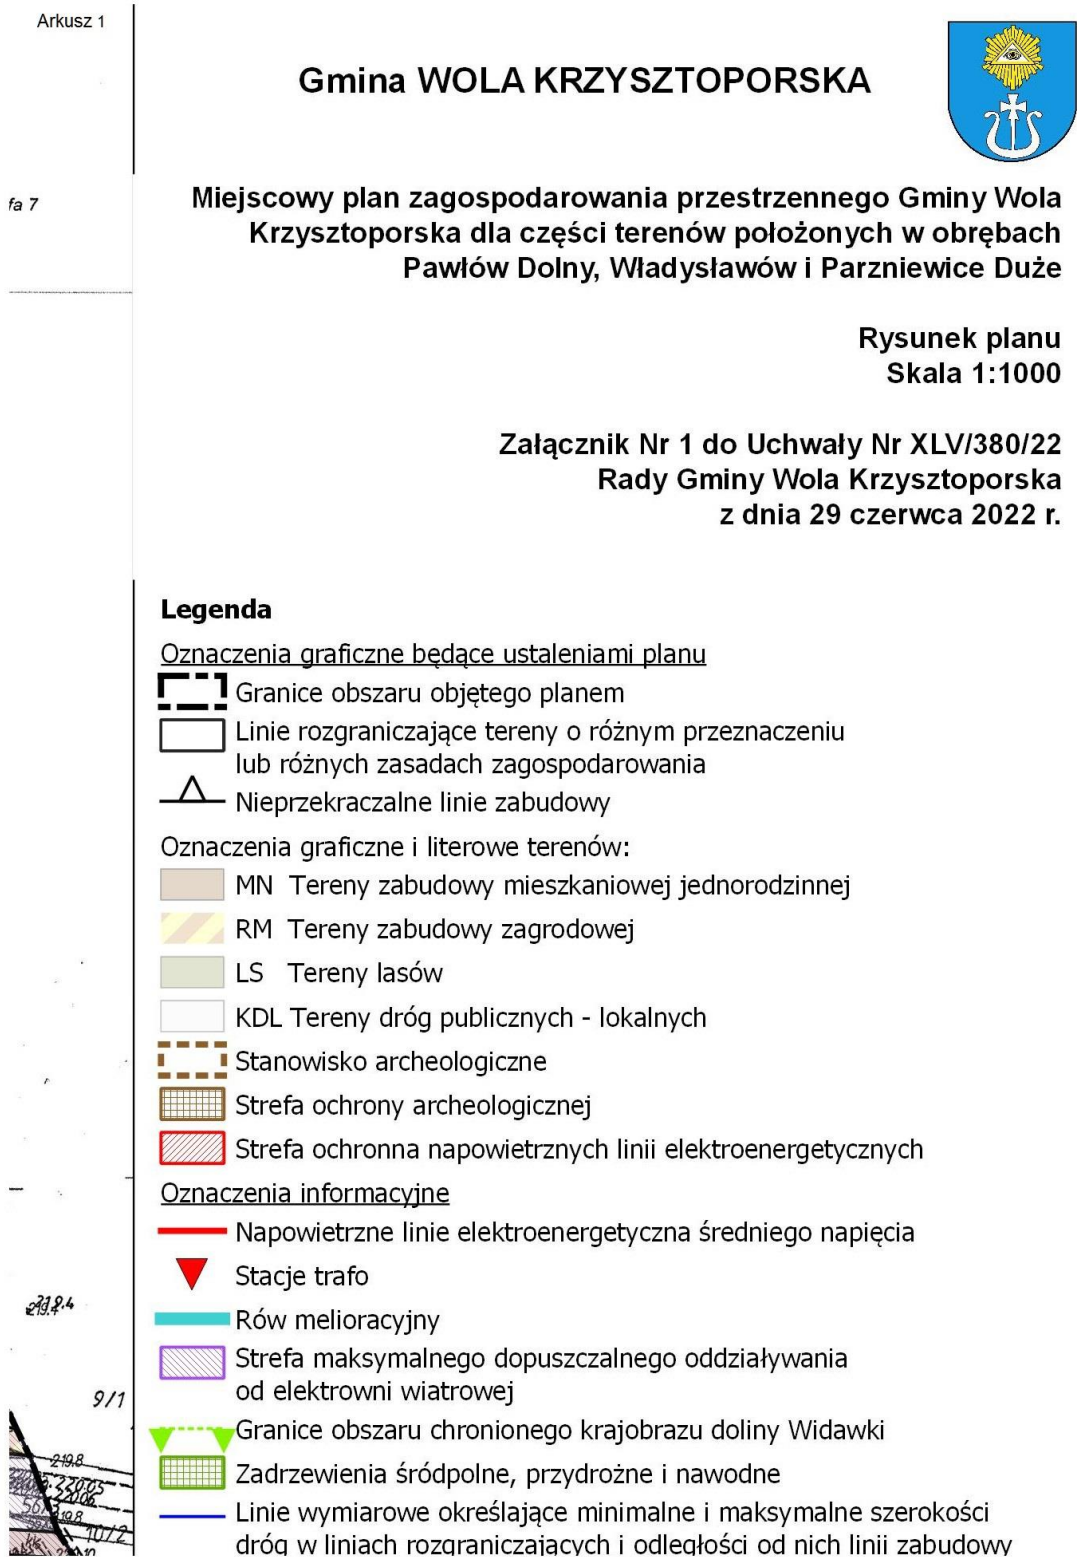 Arkusz 1
Gmina WOLA KRZYSZTOPORSKA
fa 7
Miejscowy plan zagospodarowania przestrzennego Gminy Wola
Krzysztoporska dla części terenów położonych w obrębach
Pawłów Dolny, Władysławów i Parzniewice Duże
Rysunek planu
Skala 1:1000
Załącznik Nr 1 do Uchwały Nr XLV/380/22
Rady Gminy Wola Krzysztoporska
z dnia 29 czerwca 2022 r.
Legenda
Oznaczenia graficzne będące ustaleniami planu
Granice obszaru objętego planem
Linie rozgraniczające tereny o różnym przeznaczeniu
lub różnych zasadach zagospodarowania
Nieprzekraczalne linie zabudowy
Oznaczenia graficzne i literowe terenów:
MN Tereny zabudowy mieszkaniowej jednorodzinnej
RM Tereny zabudowy zagrodowej
LS Tereny lasów
KDL Tereny dróg publicznych - lokalnych
Stanowisko archeologiczne
Strefa ochrony archeologicznej
Strefa ochronna napowietrznych linii elektroenergetycznych
Oznaczenia informacyjne
Napowietrzne linie elektroenergetyczna średniego napięcia
Stacje trafo
Rów melioracyjny
Strefa maksymalnego dopuszczalnego oddziaływania
od elektrowni wiatrowej
9/1
Granice obszaru chronionego krajobrazu doliny Widawki
219.8
Zadrzewienia śródpolne, przydrożne i nawodne
Linie wymiarowe określające minimalne i maksymalne szerokości
10/2
dróg w liniach rozgraniczających i odległości od nich linii zabudowy